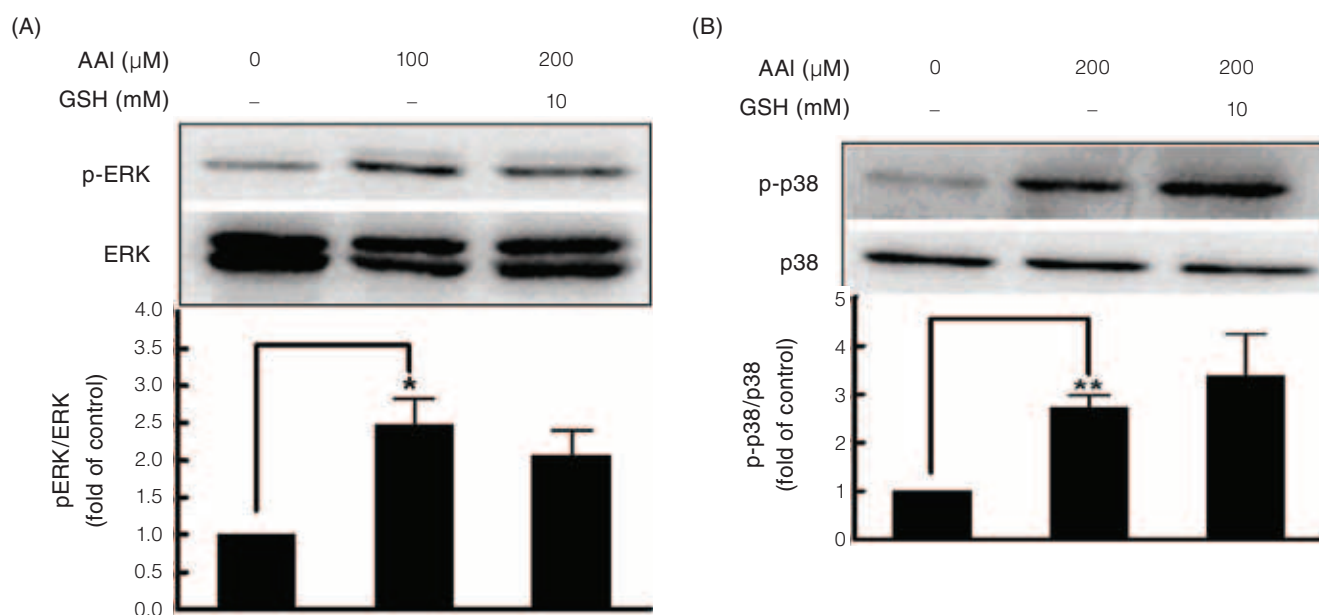 (A)
AAI (μM) 0 100 200
GSH (mM) – – 10
p-ERK
ERK
4.0
3.5
3.0
2.5
2.0
1.5
1.0
0.5
0.0
pERK/ERK
(fold of control)
*
(B)
AAI (μM) 0 200 200
GSH (mM) – – 10
p-p38
p38
5
4
3
2
1
0
p-p38/p38
(fold of control)
**